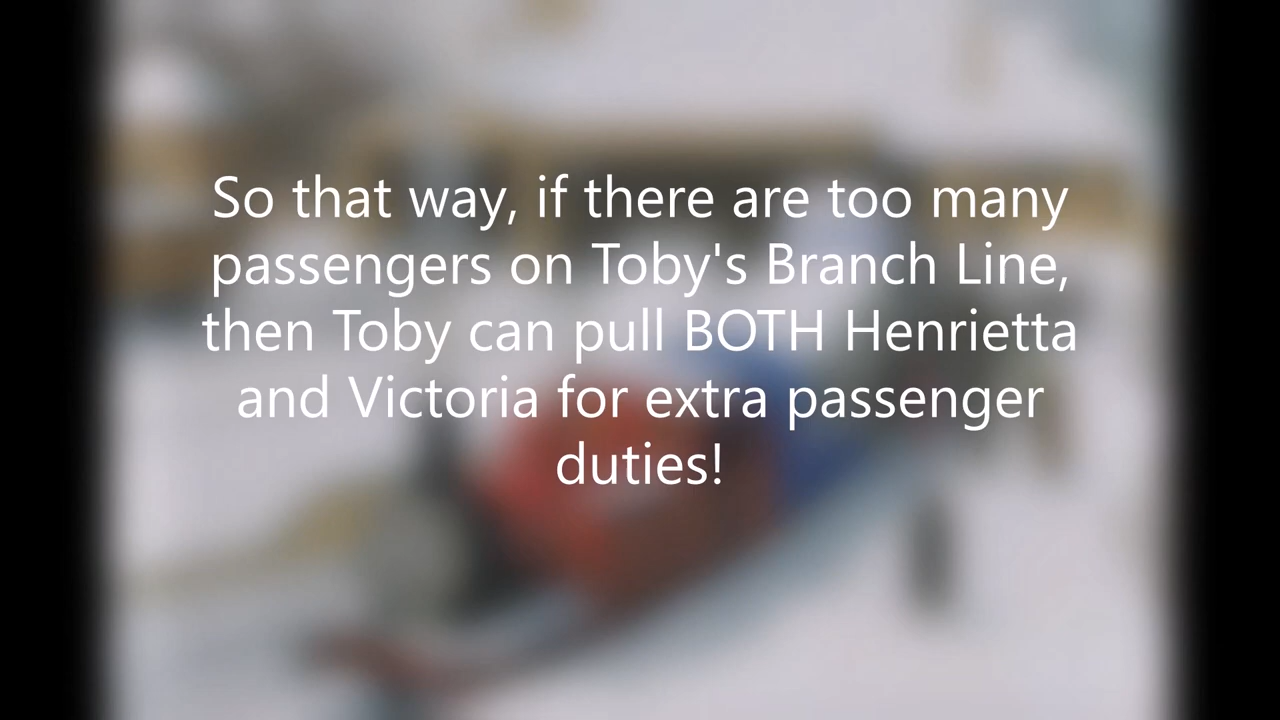 So that way, if there are too many
passengers on Toby's Branch Line,
then Toby can pull BOTH Henrietta
and Victoria for extra passenger
duties!